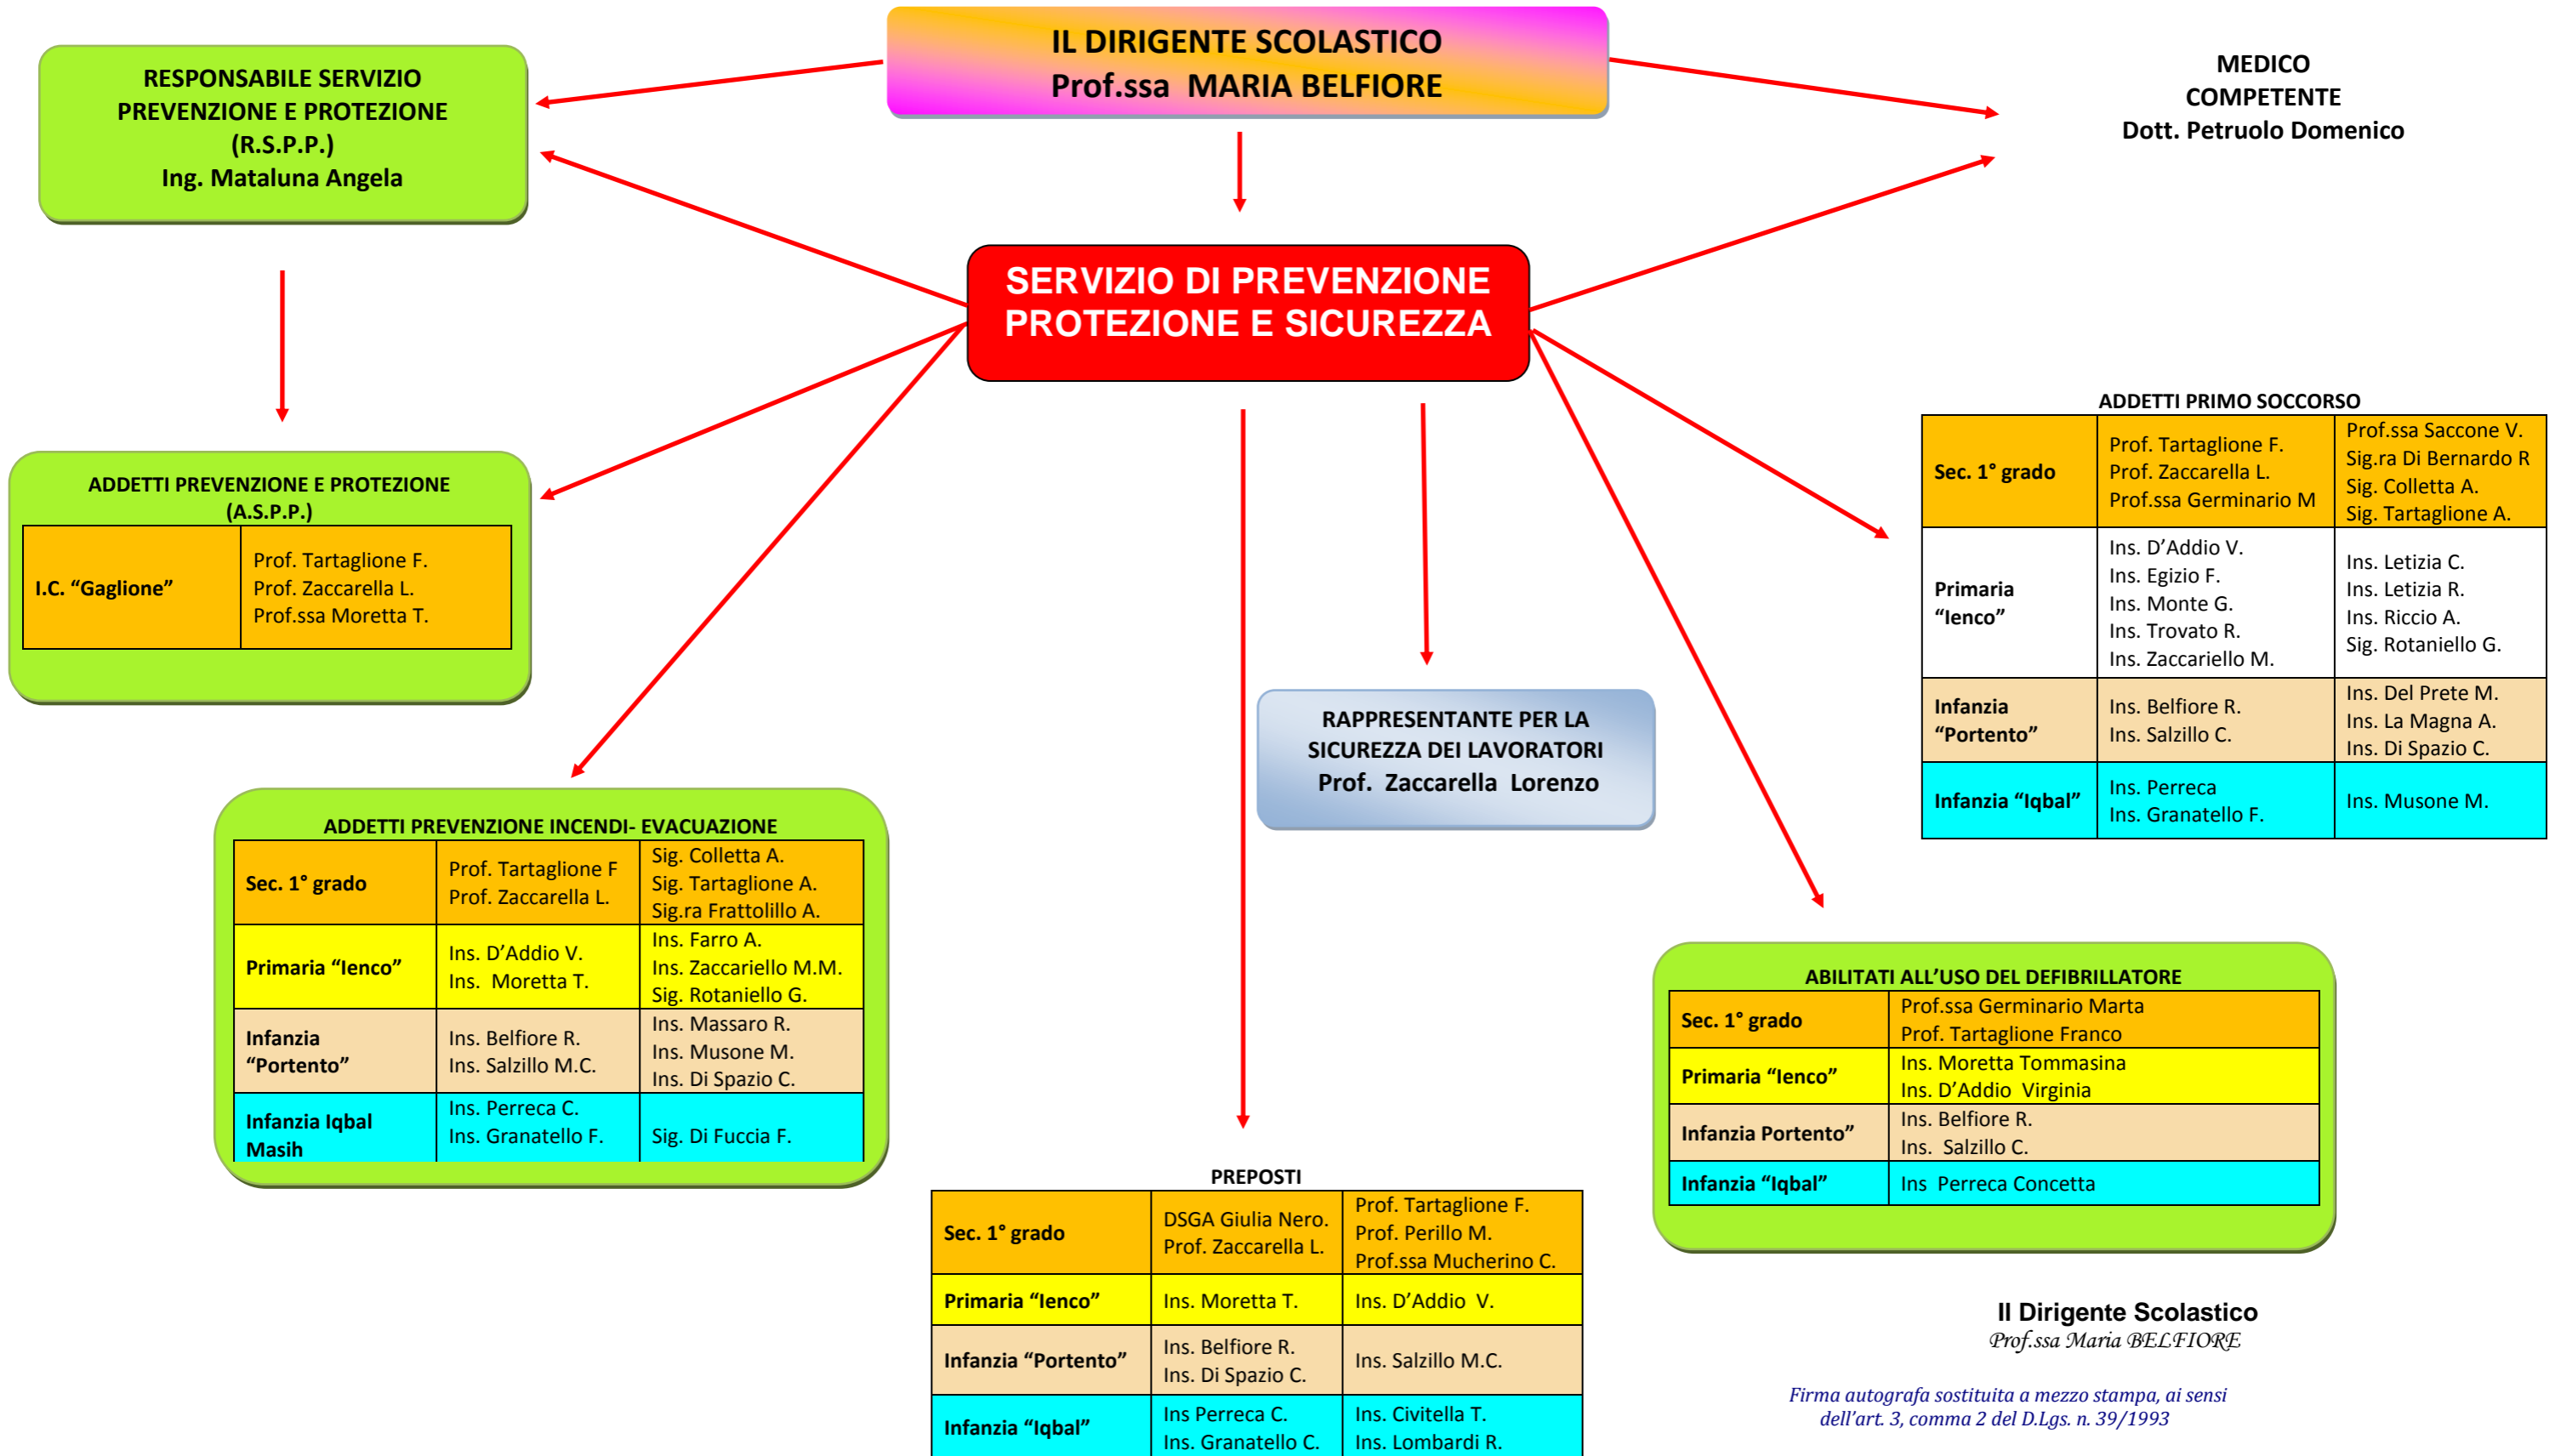 IL DIRIGENTE SCOLASTICO
Prof.ssa MARIA BELFIORE
RESPONSABILE SERVIZIO
PREVENZIONE E PROTEZIONE
(R.S.P.P.)
Ing. Mataluna Angela
MEDICO
COMPETENTE
Dott. Petruolo Domenico
SERVIZIO DI PREVENZIONE
PROTEZIONE E SICUREZZA
ADDETTI PREVENZIONE E PROTEZIONE
(A.S.P.P.)
I.C. “Gaglione”
Prof. Tartaglione F.
Prof. Zaccarella L.
Prof.ssa Moretta T.
ADDETTI PRIMO SOCCORSO
Sec. 1° grado
Prof. Tartaglione F.
Prof. Zaccarella L.
Prof.ssa Germinario M
Prof.ssa Saccone V.
Sig.ra Di Bernardo R
Sig. Colletta A.
Sig. Tartaglione A.
Primaria
“Ienco”
Ins. D’Addio V.
Ins. Egizio F.
Ins. Monte G.
Ins. Trovato R.
Ins. Zaccariello M.
Ins. Letizia C.
Ins. Letizia R.
Ins. Riccio A.
Sig. Rotaniello G.
Infanzia
“Portento”
Ins. Belfiore R.
Ins. Salzillo C.
Ins. Del Prete M.
Ins. La Magna A.
Ins. Di Spazio C.
Infanzia “Iqbal”
Ins. Perreca
Ins. Granatello F.
Ins. Musone M.
RAPPRESENTANTE PER LA
SICUREZZA DEI LAVORATORI
Prof. Zaccarella Lorenzo
ADDETTI PREVENZIONE INCENDI- EVACUAZIONE
Sec. 1° grado
Prof. Tartaglione F
Prof. Zaccarella L.
Sig. Colletta A.
Sig. Tartaglione A.
Sig.ra Frattolillo A.
Primaria “Ienco”
Ins. D’Addio V.
Ins. Moretta T.
Ins. Farro A.
Ins. Zaccariello M.M.
Sig. Rotaniello G.
Infanzia
“Portento”
Ins. Belfiore R.
Ins. Salzillo M.C.
Ins. Massaro R.
Ins. Musone M.
Ins. Di Spazio C.
Infanzia Iqbal
Masih
Ins. Perreca C.
Ins. Granatello F.
Sig. Di Fuccia F.
ABILITATI ALL’USO DEL DEFIBRILLATORE
Sec. 1° grado
Prof.ssa Germinario Marta
Prof. Tartaglione Franco
Primaria “Ienco”
Ins. Moretta Tommasina
Ins. D’Addio Virginia
Infanzia Portento”
Ins. Belfiore R.
Ins. Salzillo C.
Infanzia “Iqbal”
Ins Perreca Concetta
PREPOSTI
Sec. 1° grado
DSGA Giulia Nero.
Prof. Zaccarella L.
Prof. Tartaglione F.
Prof. Perillo M.
Prof.ssa Mucherino C.
Primaria “Ienco”
Ins. Moretta T.
Ins. D’Addio V.
Infanzia “Portento”
Ins. Belfiore R.
Ins. Di Spazio C.
Ins. Salzillo M.C.
Infanzia “Iqbal”
Ins Perreca C.
Ins. Granatello C.
Ins. Civitella T.
Ins. Lombardi R.
Il Dirigente Scolastico
Prof.ssa Maria BELFIORE
Firma autografa sostituita a mezzo stampa, ai sensi
dell’art. 3, comma 2 del D.Lgs. n. 39/1993